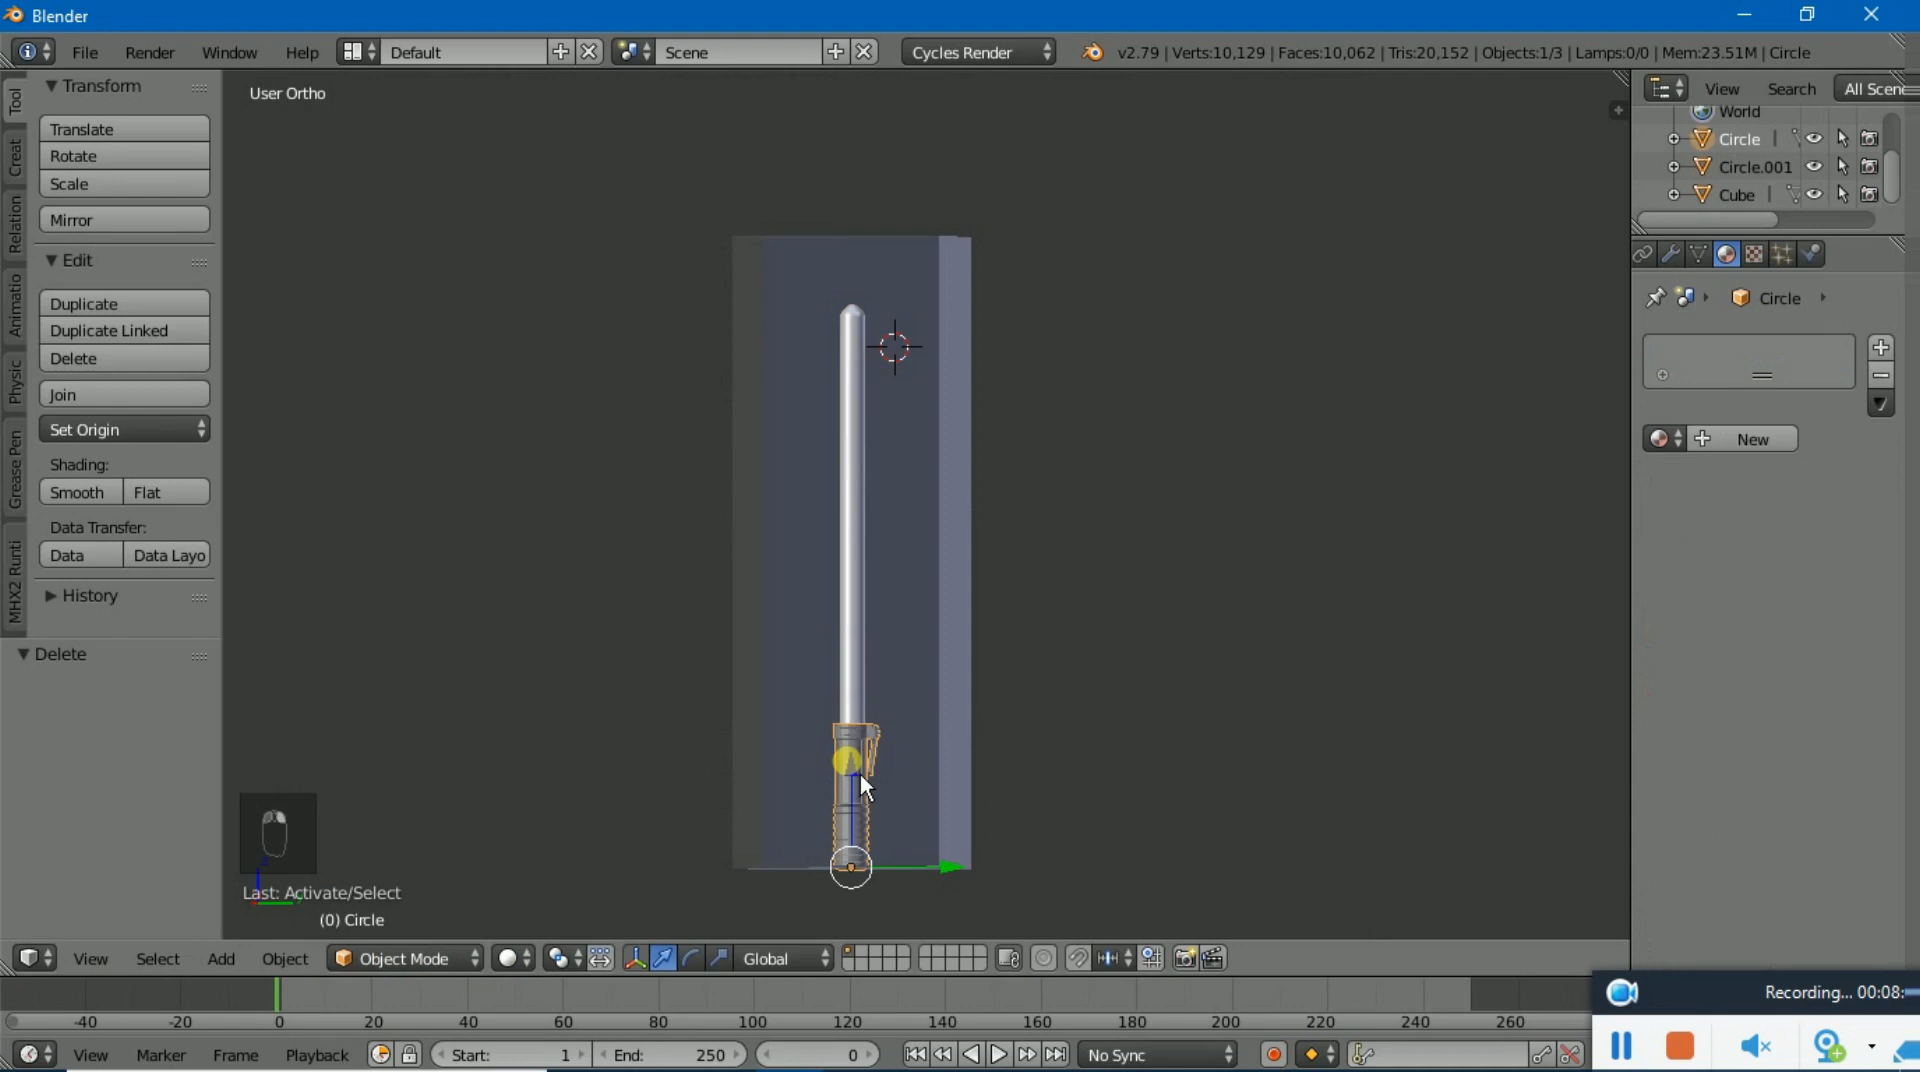 Blender
File Render Window Help Default Scene Cycles Render v2.79 | Verts:10,129 | Faces:10,062 | Tris:20,152 | Objects:1/3 | Lamps:0/0 | Mem:23.51M | Circle
Tool
Creat
Relation
Animatio
Physic
Grease Pen
MHX2 Runti
Transform
Translate
Rotate
Scale
Mirror
Edit
Duplicate
Duplicate Linked
Delete
Join
Set Origin
Shading:
Smooth Flat
Data Transfer:
Data Data Layo
History
Delete
User Ortho
Last: Activate/Select
(0) Circle
View Search All Scen
World
Circle
Circle.001
Cube
Circle
New
View Select Add Object Object Mode Global
-40 -20 0 20 40 60 80 100 120 140 160 180 200 220 240 260
View Marker Frame Playback Start: 1 End: 250 0 No Sync
Recording... 00:08: